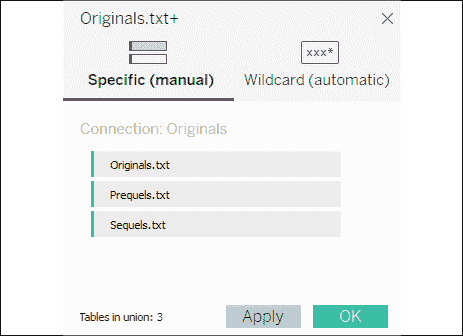 Originals.txt+
xxx*
Specific (manual) Wildcard (automatic)
Connection: Originals
Originals.txt
Prequels.txt
Sequels.txt
Tables in union: 3 Apply OK